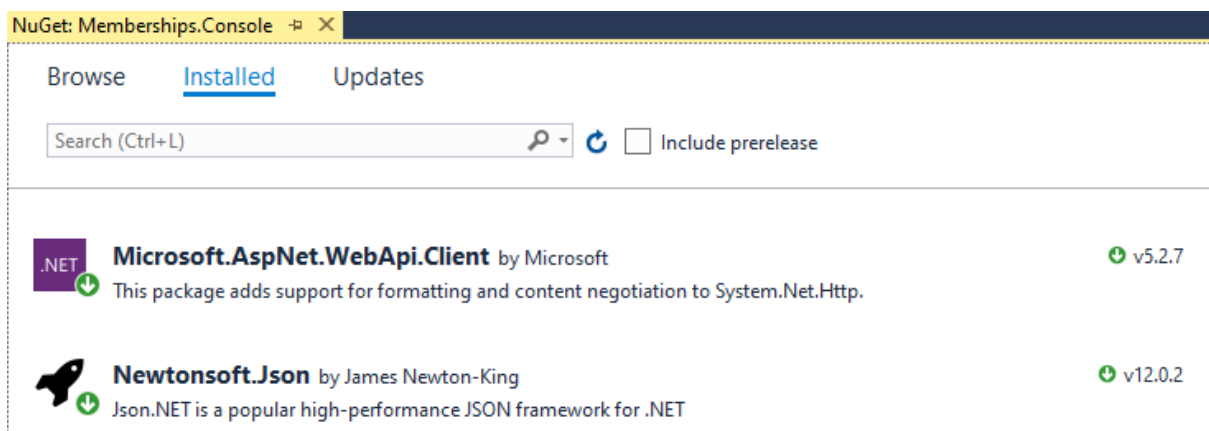 NuGet: Memberships.Console
Browse Installed Updates
Search (Ctrl+L) Include prerelease
.NET Microsoft.AspNet.WebApi.Client by Microsoft v5.2.7
This package adds support for formatting and content negotiation to System.Net.Http.
Newtonsoft.Json by James Newton-King v12.0.2
Json.NET is a popular high-performance JSON framework for .NET